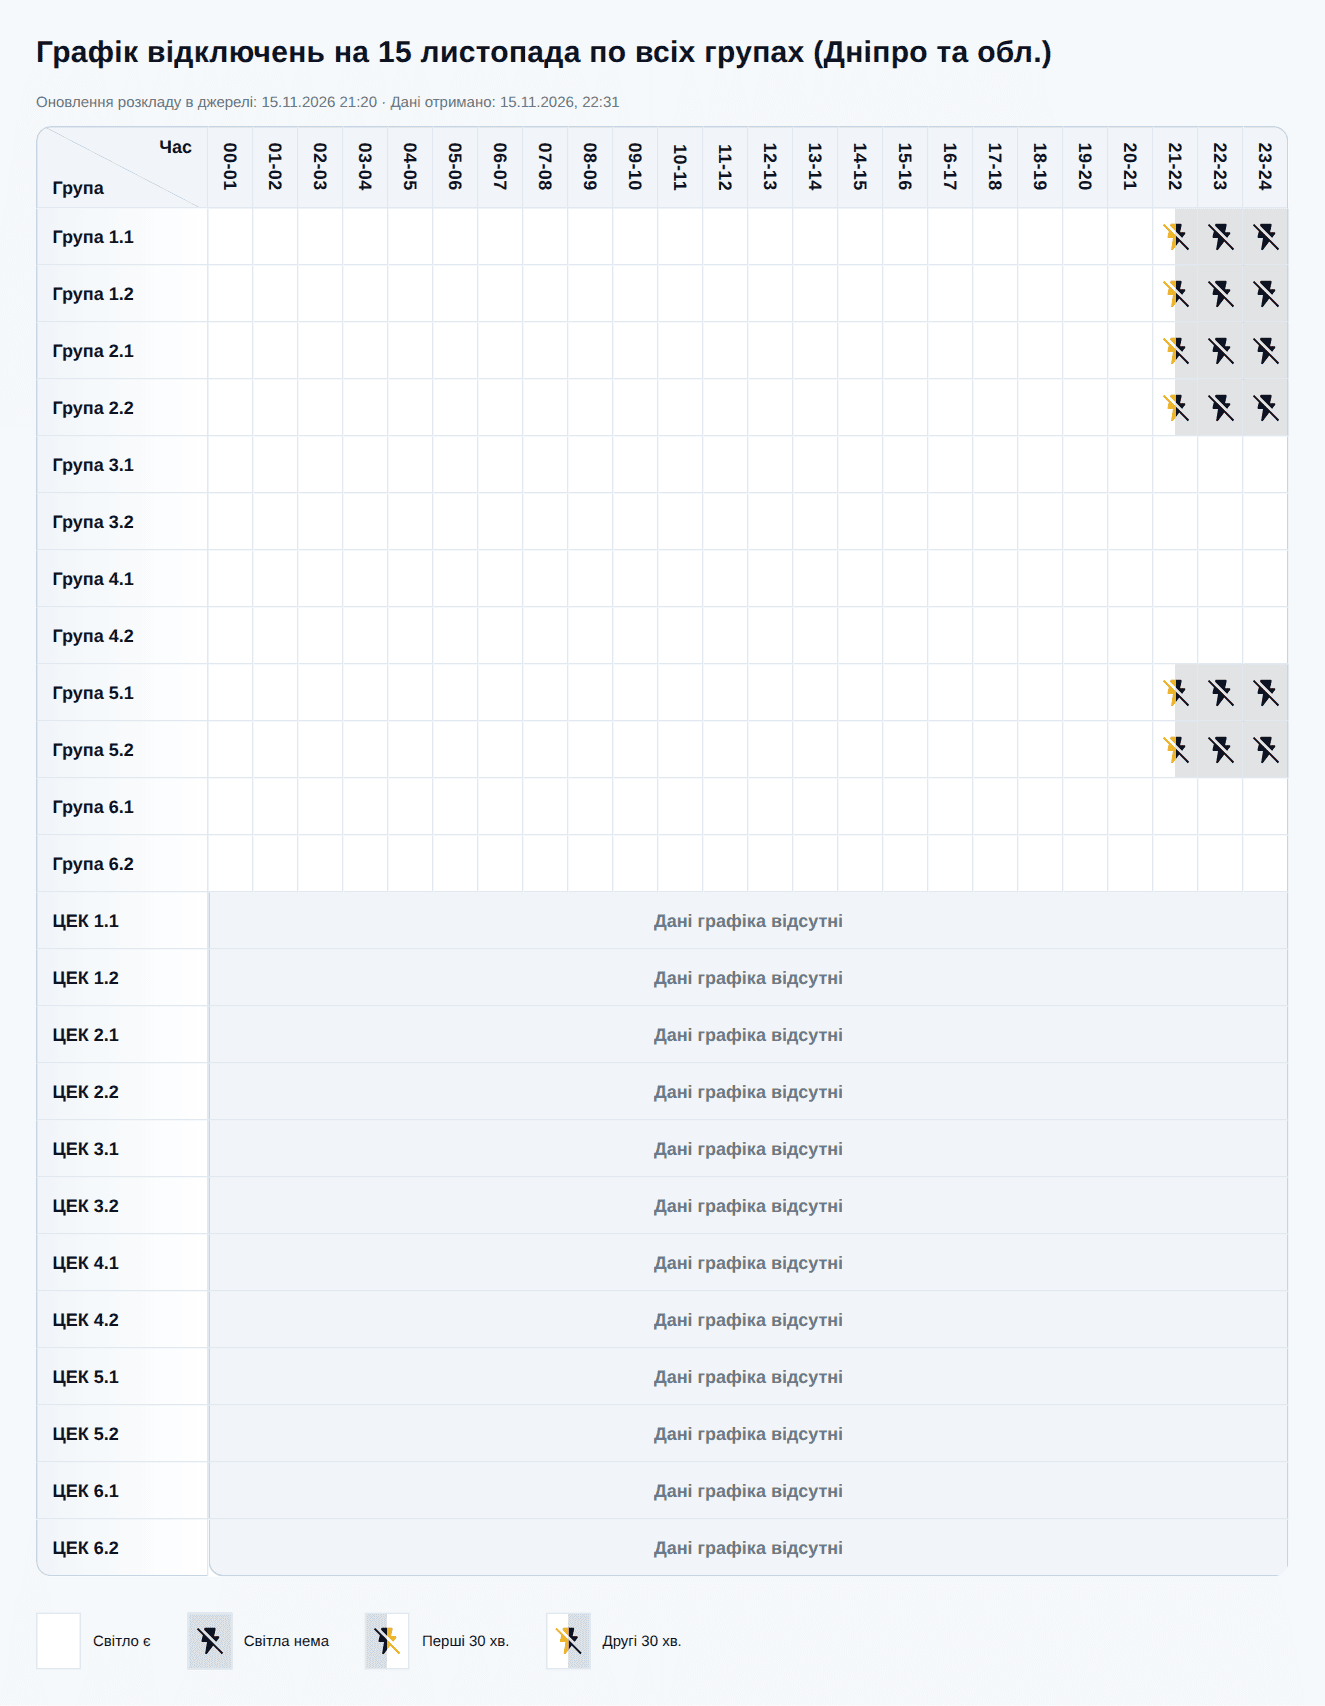 Графік відключень на 15 листопада по всіх групах (Дніпро та обл.)
Оновлення розкладу в джерелі: 15.11.2026 21:20 · Дані отримано: 15.11.2026, 22:31
Час
Група
00-01 01-02 02-03 03-04 04-05 05-06 06-07 07-08 08-09 09-10 10-11 11-12 12-13 13-14 14-15 15-16 16-17 17-18 18-19 19-20 20-21 21-22 22-23 23-24
Група 1.1
Група 1.2
Група 2.1
Група 2.2
Група 3.1
Група 3.2
Група 4.1
Група 4.2
Група 5.1
Група 5.2
Група 6.1
Група 6.2
ЦЕК 1.1 Дані графіка відсутні
ЦЕК 1.2 Дані графіка відсутні
ЦЕК 2.1 Дані графіка відсутні
ЦЕК 2.2 Дані графіка відсутні
ЦЕК 3.1 Дані графіка відсутні
ЦЕК 3.2 Дані графіка відсутні
ЦЕК 4.1 Дані графіка відсутні
ЦЕК 4.2 Дані графіка відсутні
ЦЕК 5.1 Дані графіка відсутні
ЦЕК 5.2 Дані графіка відсутні
ЦЕК 6.1 Дані графіка відсутні
ЦЕК 6.2 Дані графіка відсутні
Світло є Світла нема Перші 30 хв. Другі 30 хв.